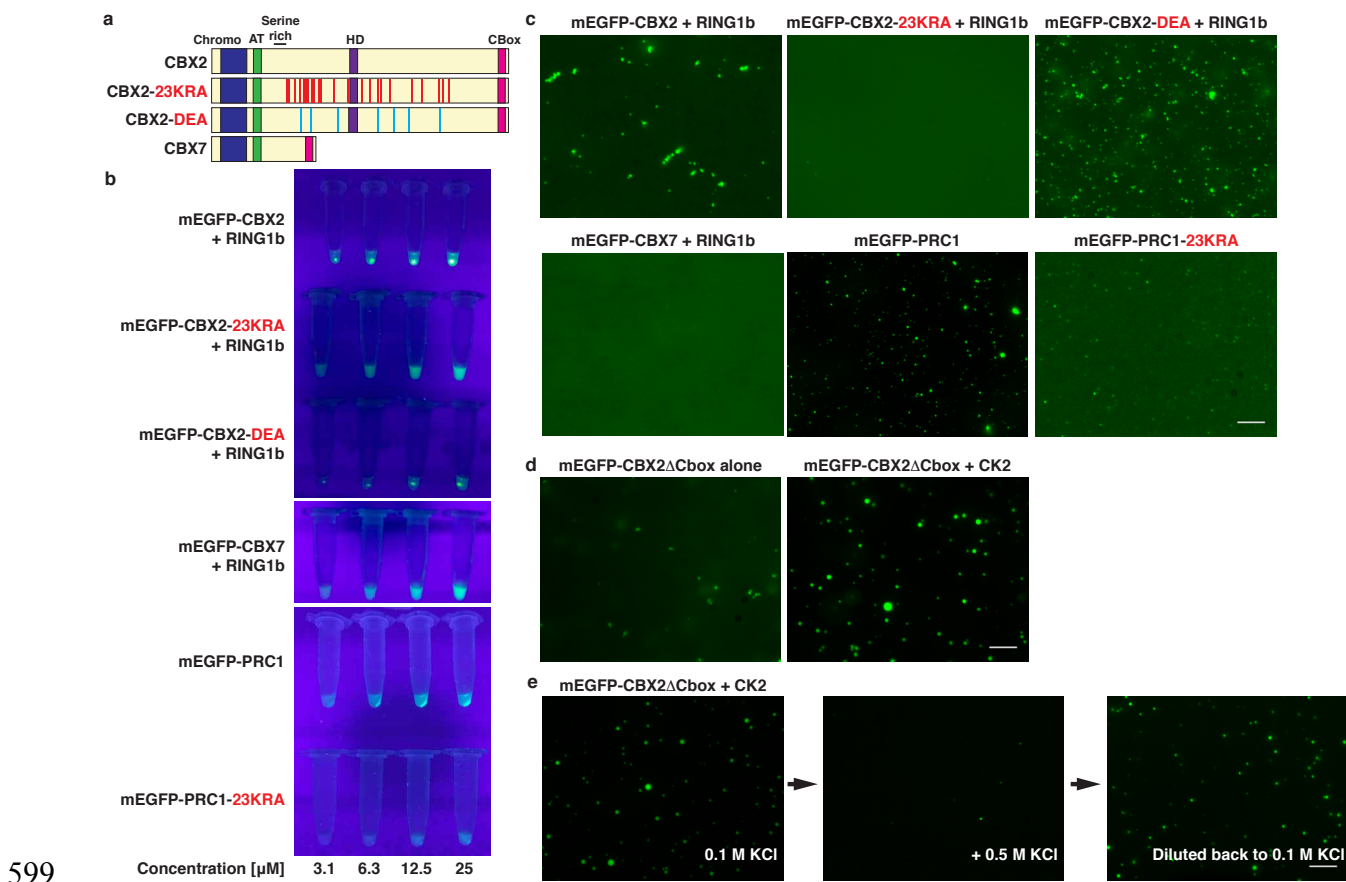 a
Serine
rich
Chromo AT HD CBox
CBX2
CBX2-23KRA
CBX2-DEA
CBX7
b
mEGFP-CBX2
+ RING1b
mEGFP-CBX2-23KRA
+ RING1b
mEGFP-CBX2-DEA
+ RING1b
mEGFP-CBX7
+ RING1b
mEGFP-PRC1
mEGFP-PRC1-23KRA
Concentration [µM] 3.1 6.3 12.5 25
c
mEGFP-CBX2 + RING1b mEGFP-CBX2-23KRA + RING1b mEGFP-CBX2-DEA + RING1b
mEGFP-CBX7 + RING1b mEGFP-PRC1 mEGFP-PRC1-23KRA
d mEGFP-CBX2ΔCbox alone mEGFP-CBX2ΔCbox + CK2
e mEGFP-CBX2ΔCbox + CK2
0.1 M KCl + 0.5 M KCl Diluted back to 0.1 M KCl
599